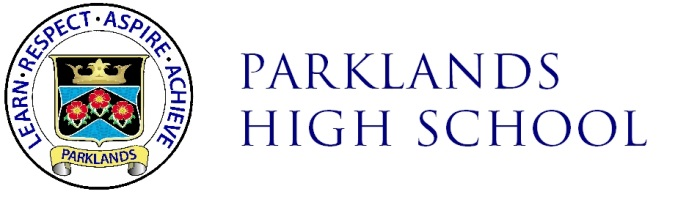 LEARN·RESPECT·ASPIRE·ACHIEVE
PARKLANDS
PARKLANDS
HIGH SCHOOL